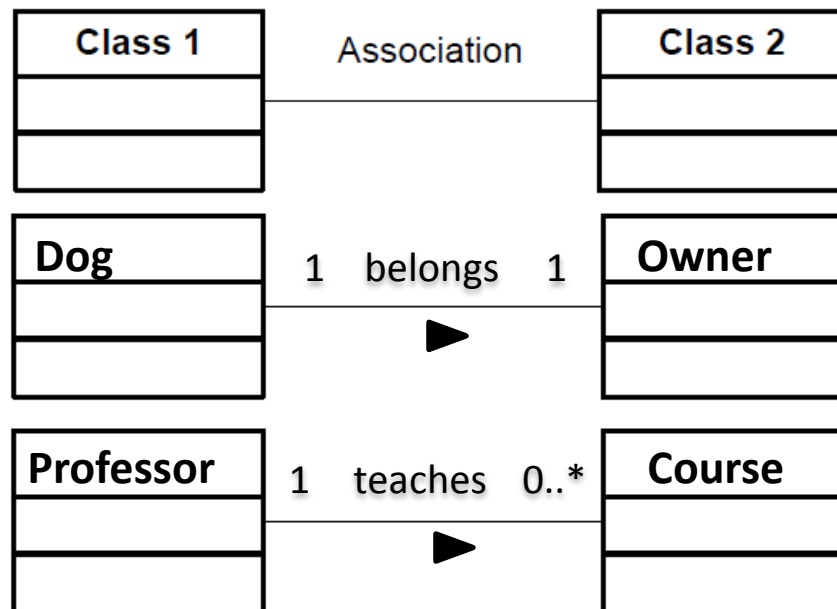 Class 1 Association Class 2
Dog 1 belongs 1 Owner
Professor 1 teaches 0..* Course